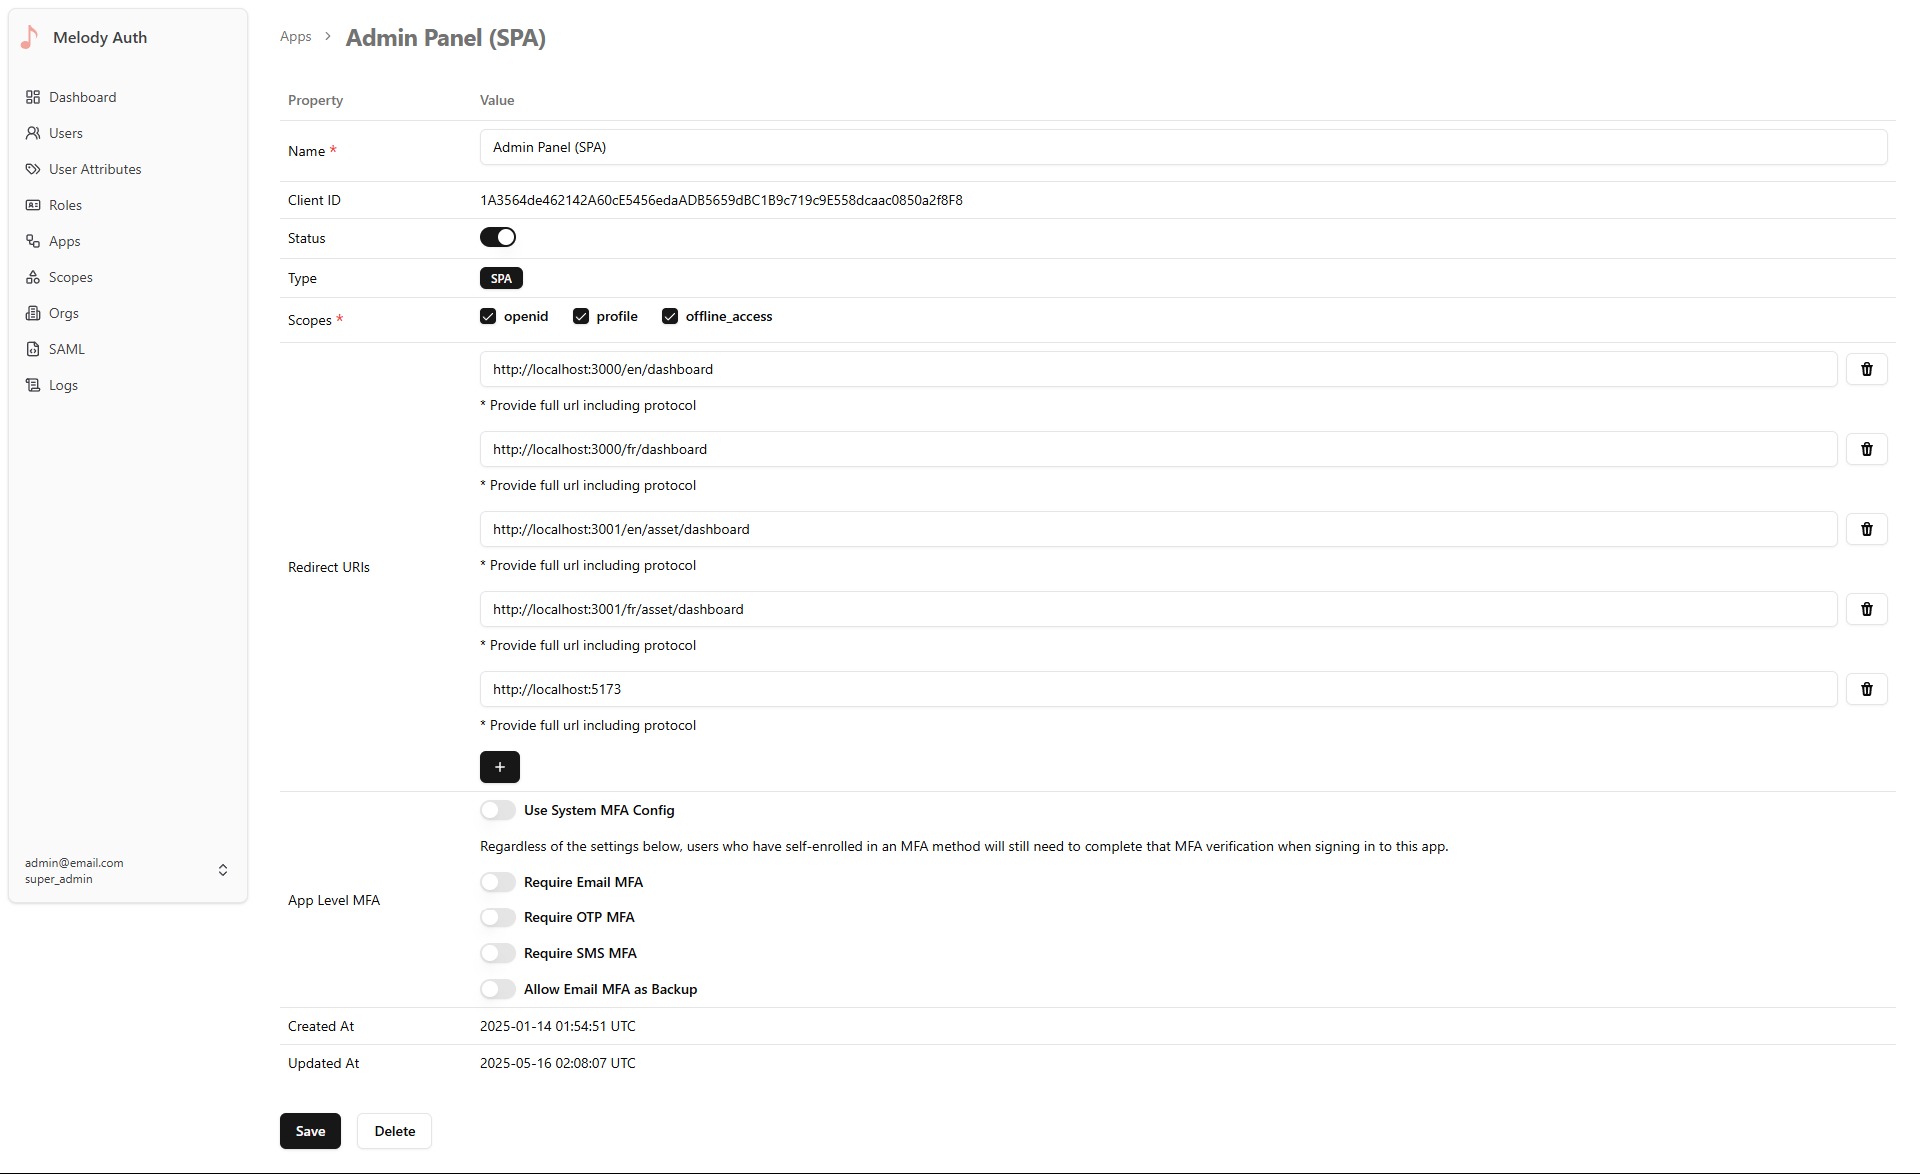 Melody Auth
Dashboard
Users
User Attributes
Roles
Apps
Scopes
Orgs
SAML
Logs
admin@email.com
super_admin
Apps > Admin Panel (SPA)
Property Value
Name * Admin Panel (SPA)
Client ID 1A3564de462142A60cE5456edaADB5659dBC1B9c719c9E558dcaac0850a2f8F8
Status
Type SPA
Scopes * openid profile offline_access
Redirect URIs
http://localhost:3000/en/dashboard
* Provide full url including protocol
http://localhost:3000/fr/dashboard
* Provide full url including protocol
http://localhost:3001/en/asset/dashboard
* Provide full url including protocol
http://localhost:3001/fr/asset/dashboard
* Provide full url including protocol
http://localhost:5173
* Provide full url including protocol
+
App Level MFA
Use System MFA Config
Regardless of the settings below, users who have self-enrolled in an MFA method will still need to complete that MFA verification when signing in to this app.
Require Email MFA
Require OTP MFA
Require SMS MFA
Allow Email MFA as Backup
Created At 2025-01-14 01:54:51 UTC
Updated At 2025-05-16 02:08:07 UTC
Save Delete